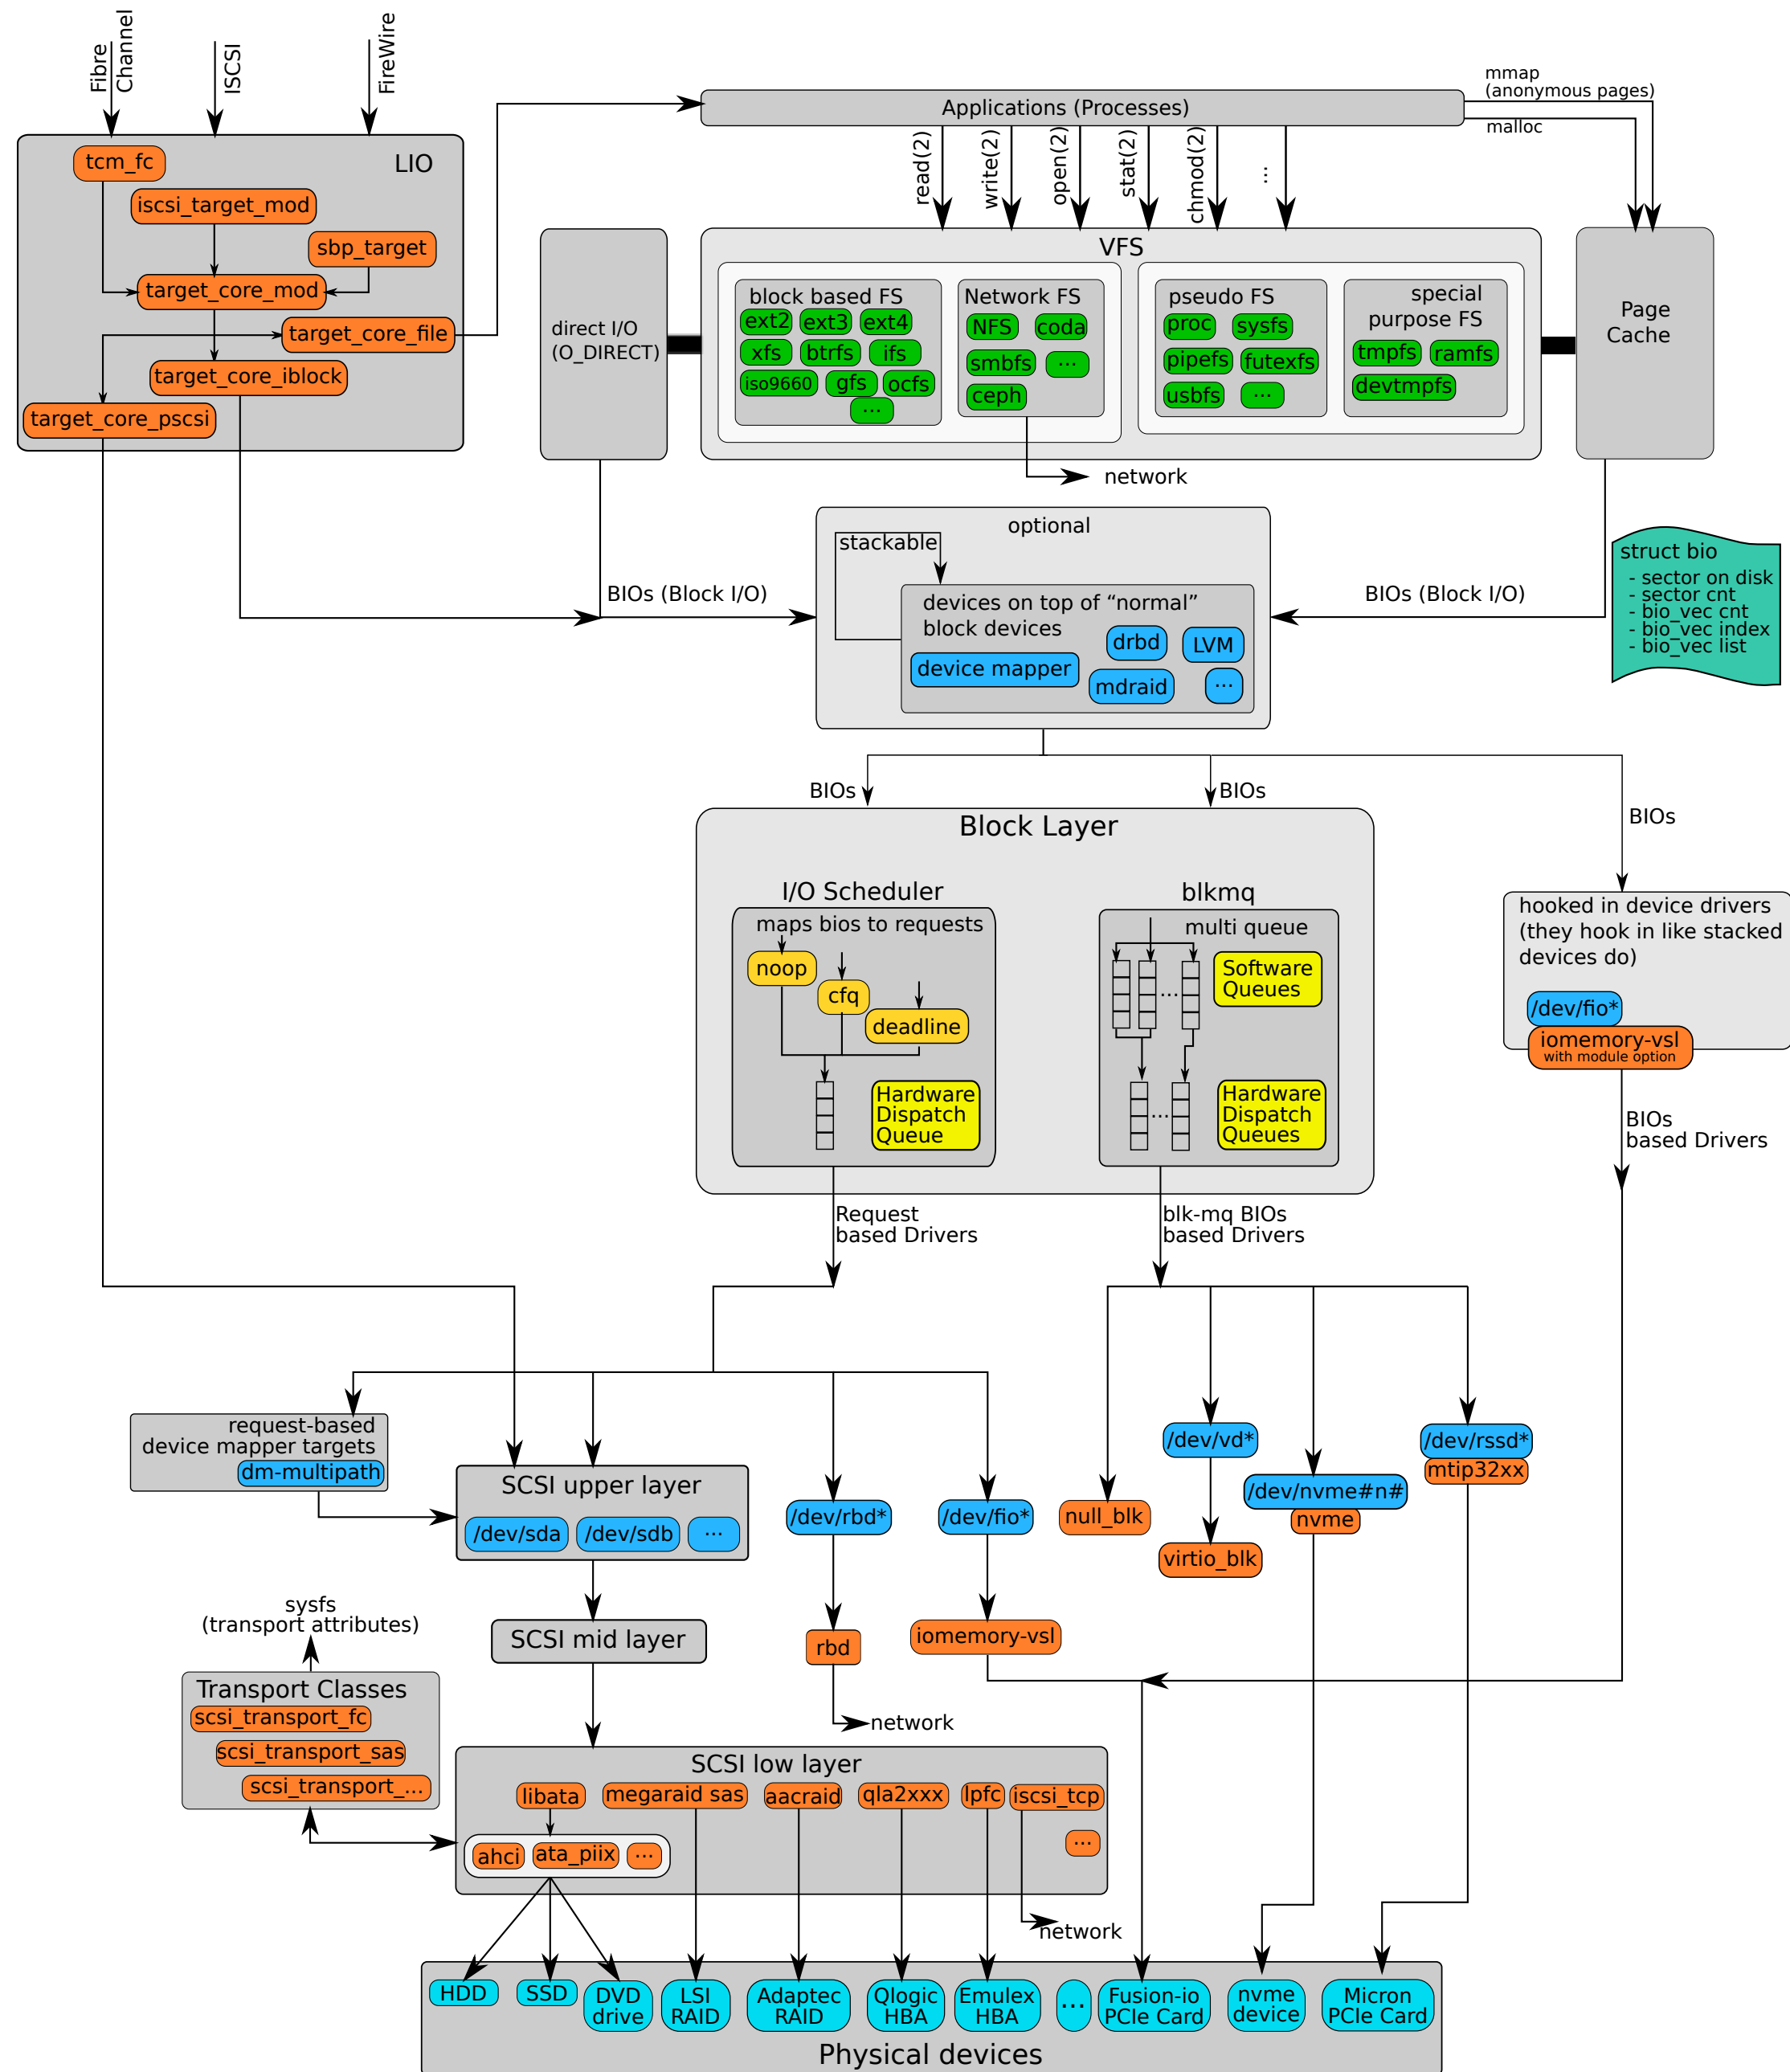 Fibre
Channel
ISCSI
FireWire
LIO
tcm_fc
iscsi_target_mod
sbp_target
target_core_mod
target_core_file
target_core_iblock
target_core_pscsi
Applications (Processes)
mmap
(anonymous pages)
malloc
read(2)
write(2)
open(2)
stat(2)
chmod(2)
...
direct I/O
(O_DIRECT)
VFS
block based FS
ext2
ext3
ext4
xfs
btrfs
ifs
iso9660
gfs
ocfs
...
Network FS
NFS
coda
smbfs
...
ceph
pseudo FS
proc
sysfs
pipefs
futexfs
usbfs
...
special
purpose FS
tmpfs
ramfs
devtmpfs
Page
Cache
network
optional
stackable
devices on top of “normal”
block devices
drbd
LVM
device mapper
mdraid
...
BIOs (Block I/O)
BIOs (Block I/O)
struct bio
- sector on disk
- sector cnt
- bio_vec cnt
- bio_vec index
- bio_vec list
BIOs
BIOs
BIOs
Block Layer
I/O Scheduler
maps bios to requests
noop
cfq
deadline
Hardware
Dispatch
Queue
blkmq
multi queue
Software
Queues
...
Hardware
Dispatch
Queues
...
hooked in device drivers
(they hook in like stacked
devices do)
/dev/fio*
iomemory-vsl
with module option
BIOs
based Drivers
Request
based Drivers
blk-mq BIOs
based Drivers
request-based
device mapper targets
dm-multipath
SCSI upper layer
/dev/sda
/dev/sdb
...
/dev/rbd*
/dev/fio*
null_blk
/dev/vd*
virtio_blk
/dev/nvme#n#
nvme
/dev/rssd*
mtip32xx
sysfs
(transport attributes)
SCSI mid layer
rbd
iomemory-vsl
network
Transport Classes
scsi_transport_fc
scsi_transport_sas
scsi_transport_...
SCSI low layer
libata
megaraid sas
aacraid
qla2xxx
lpfc
iscsi_tcp
ahci
ata_piix
...
...
network
HDD
SSD
DVD
drive
LSI
RAID
Adaptec
RAID
Qlogic
HBA
Emulex
HBA
...
Fusion-io
PCIe Card
nvme
device
Micron
PCIe Card
Physical devices